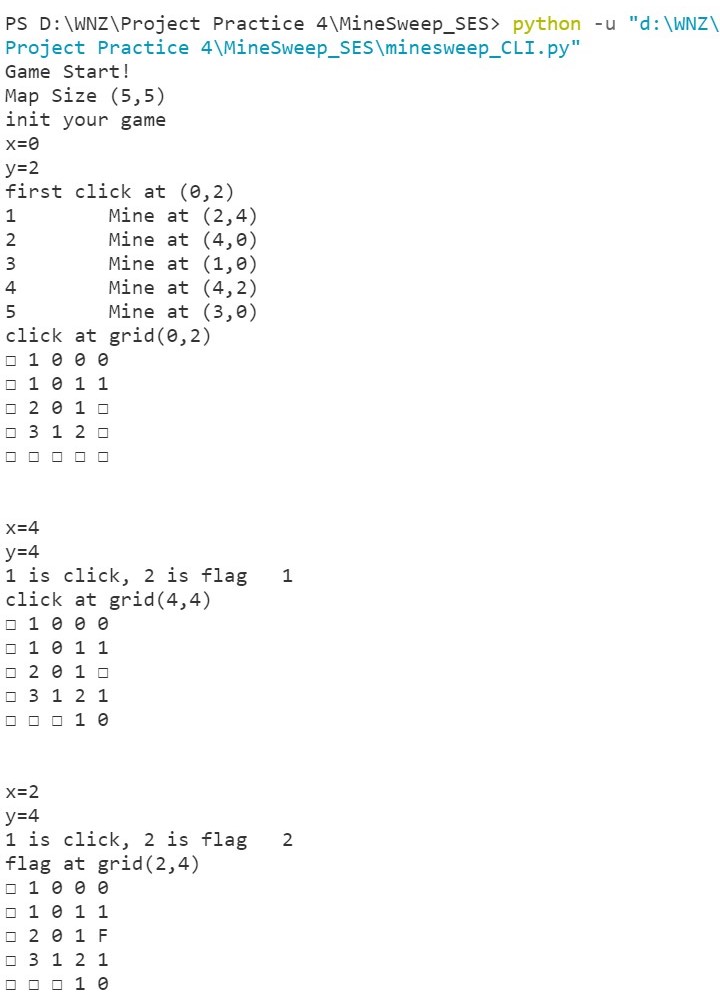 PS D:\WNZ\Project Practice 4\MineSweep_SES> python -u "d:\WNZ\
Project Practice 4\MineSweep_SES\minesweep_CLI.py"
Game Start!
Map Size (5,5)
init your game
x=0
y=2
first click at (0,2)
1        Mine at (2,4)
2        Mine at (4,0)
3        Mine at (1,0)
4        Mine at (4,2)
5        Mine at (3,0)
click at grid(0,2)
□ 1 0 0 0
□ 1 0 1 1
□ 2 0 1 □
□ 3 1 2 □
□ □ □ □ □
x=4
y=4
1 is click, 2 is flag   1
click at grid(4,4)
□ 1 0 0 0
□ 1 0 1 1
□ 2 0 1 □
□ 3 1 2 1
□ □ □ 1 0
x=2
y=4
1 is click, 2 is flag   2
flag at grid(2,4)
□ 1 0 0 0
□ 1 0 1 1
□ 2 0 1 F
□ 3 1 2 1
□ □ □ 1 0